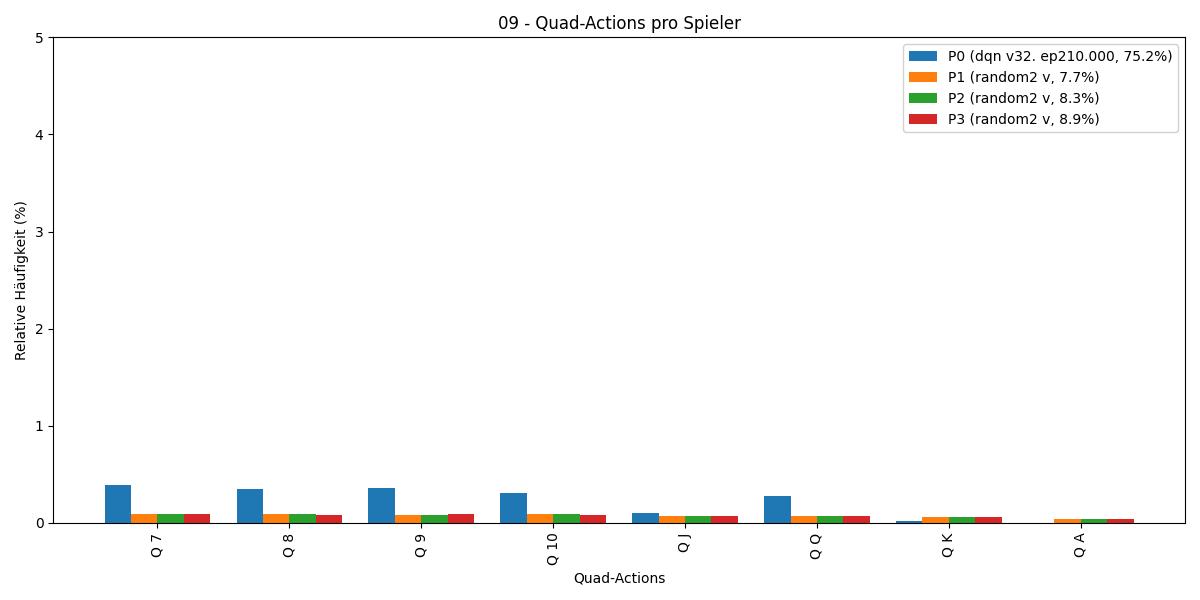 09 - Quad-Actions pro Spieler
P0 (dqn v32. ep210.000, 75.2%)
P1 (random2 v, 7.7%)
P2 (random2 v, 8.3%)
P3 (random2 v, 8.9%)
Relative Häufigkeit (%)
5
4
3
2
1
0
Q 7
Q 8
Q 9
Q 10
Q J
Q Q
Q K
Q A
Quad-Actions